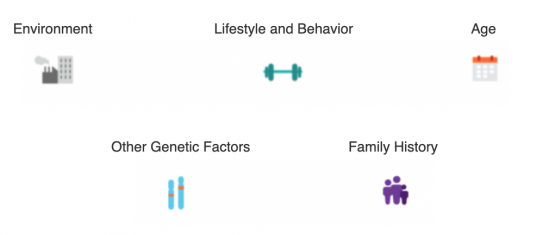 Environment
Lifestyle and Behavior
Age
Other Genetic Factors
Family History